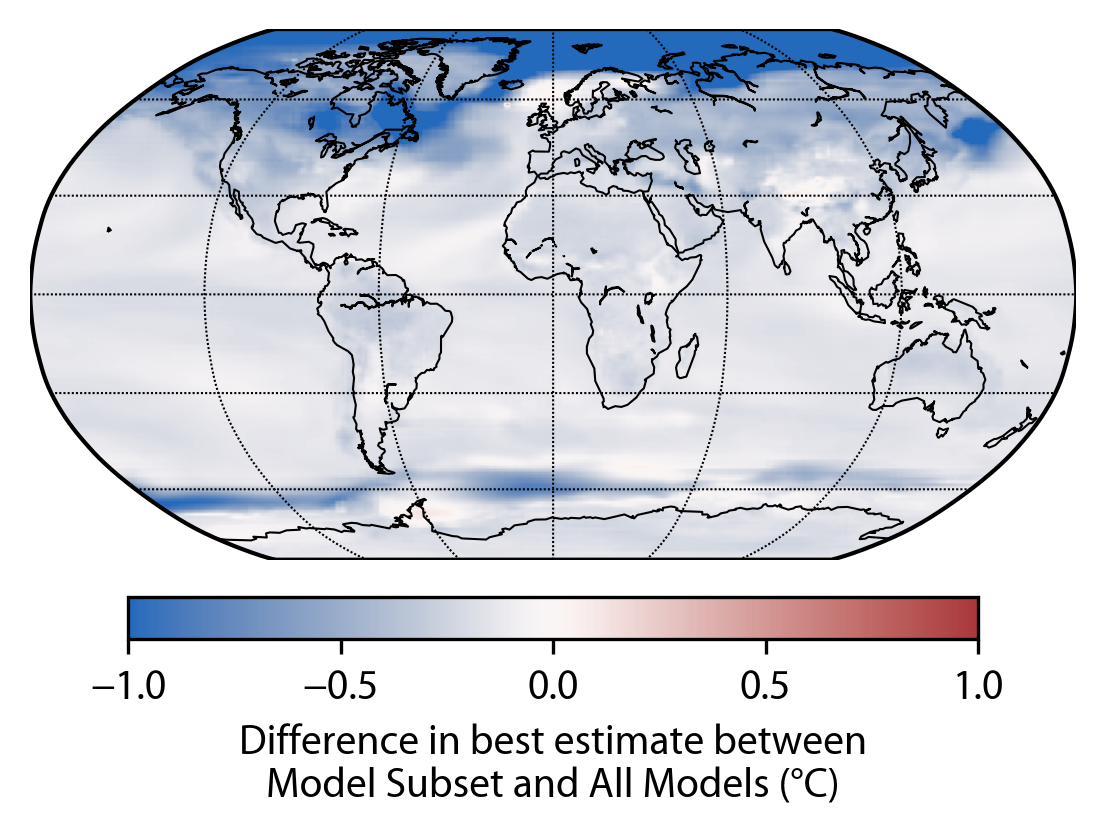 −1.0 −0.5 0.0 0.5 1.0
Difference in best estimate between
Model Subset and All Models (°C)